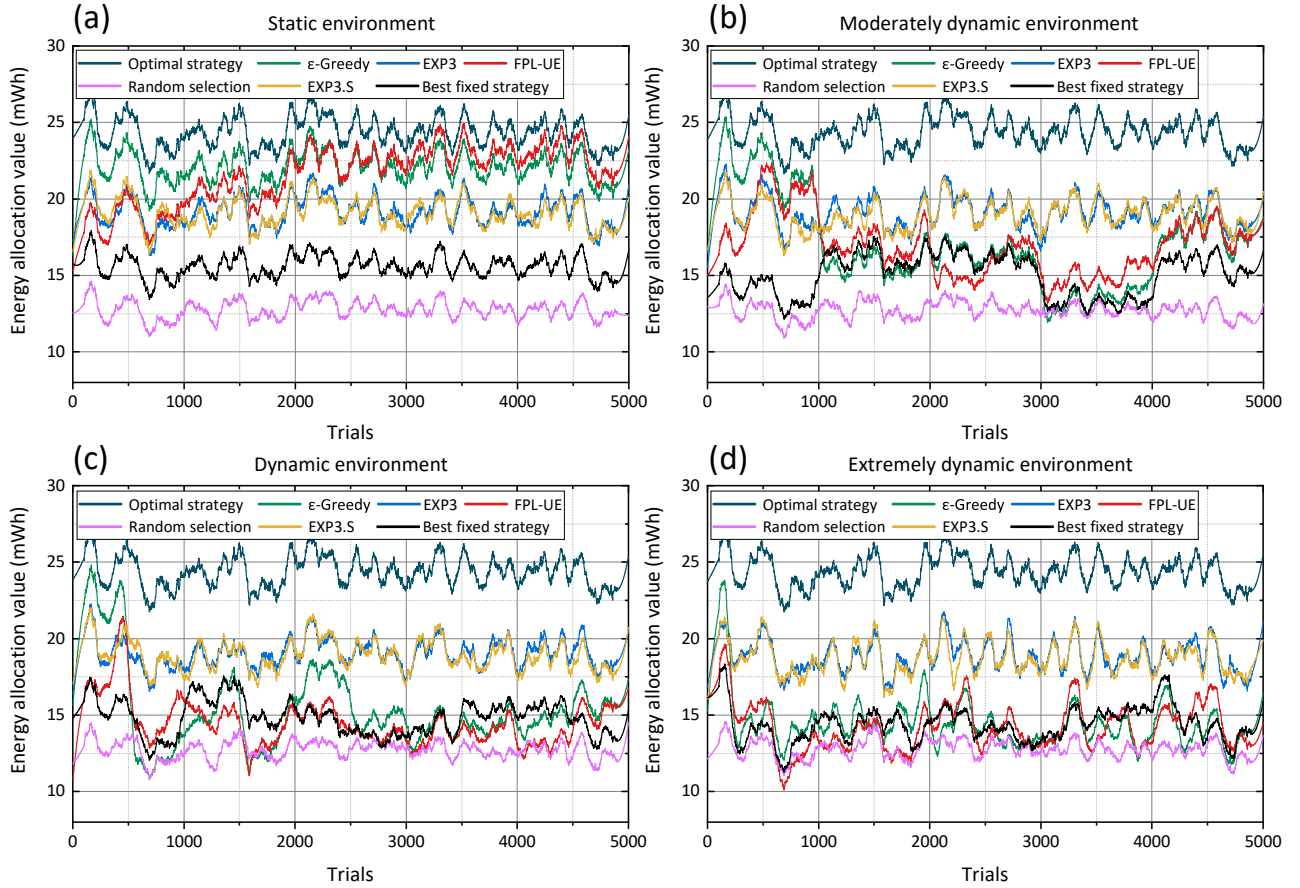 (a)
Static environment
Energy allocation value (mWh)
30
25
20
15
10
Optimal strategy ε-Greedy EXP3 FPL-UE
Random selection EXP3.S Best fixed strategy
0 1000 2000 3000 4000 5000
Trials
(b)
Moderately dynamic environment
Energy allocation value (mWh)
30
25
20
15
10
Optimal strategy ε-Greedy EXP3 FPL-UE
Random selection EXP3.S Best fixed strategy
0 1000 2000 3000 4000 5000
Trials
(c)
Dynamic environment
Energy allocation value (mWh)
30
25
20
15
10
Optimal strategy ε-Greedy EXP3 FPL-UE
Random selection EXP3.S Best fixed strategy
0 1000 2000 3000 4000 5000
Trials
(d)
Extremely dynamic environment
Energy allocation value (mWh)
30
25
20
15
10
Optimal strategy ε-Greedy EXP3 FPL-UE
Random selection EXP3.S Best fixed strategy
0 1000 2000 3000 4000 5000
Trials